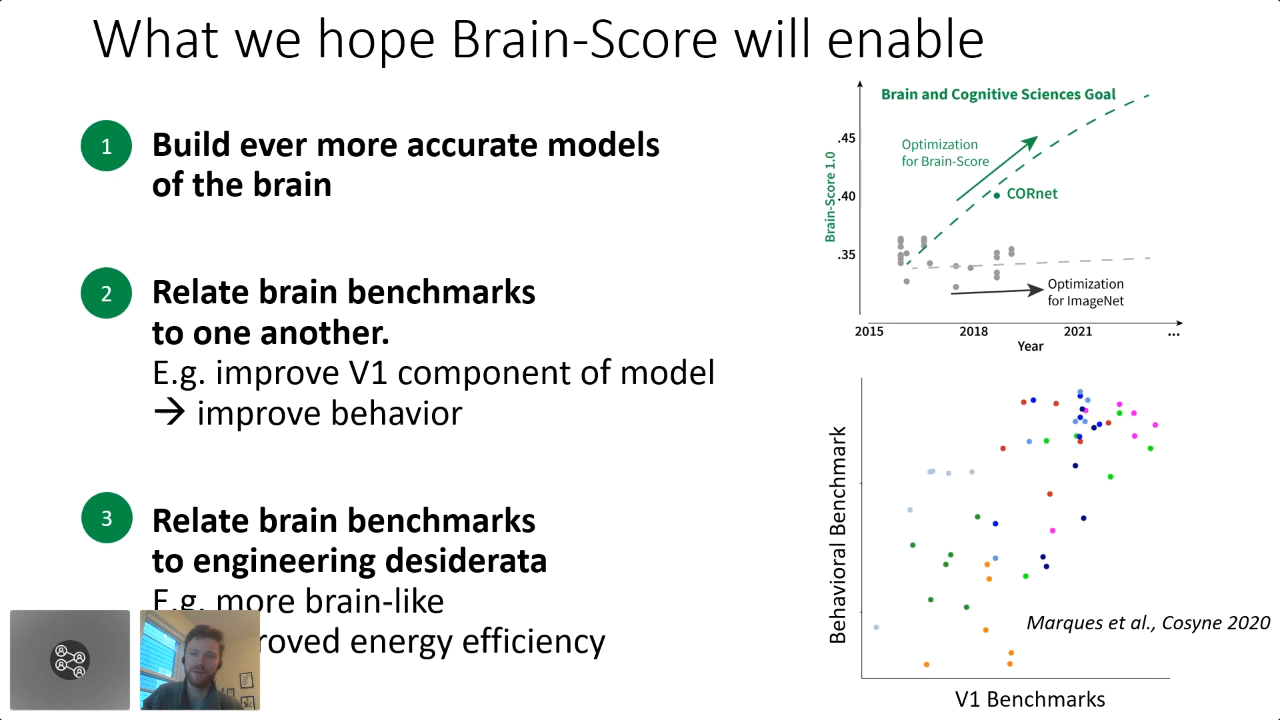 What we hope Brain-Score will enable
1
Build ever more accurate models
of the brain
2
Relate brain benchmarks
to one another.
E.g. improve V1 component of model
→ improve behavior
3
Relate brain benchmarks
to engineering desiderata
E.g. more brain-like
roved energy efficiency
Brain and Cognitive Sciences Goal
Brain-Score 1.0
.45
.40
.35
Optimization
for Brain-Score
CORnet
Optimization
for ImageNet
2015 2018 2021 ...
Year
Behavioral Benchmark
Marques et al., Cosyne 2020
V1 Benchmarks